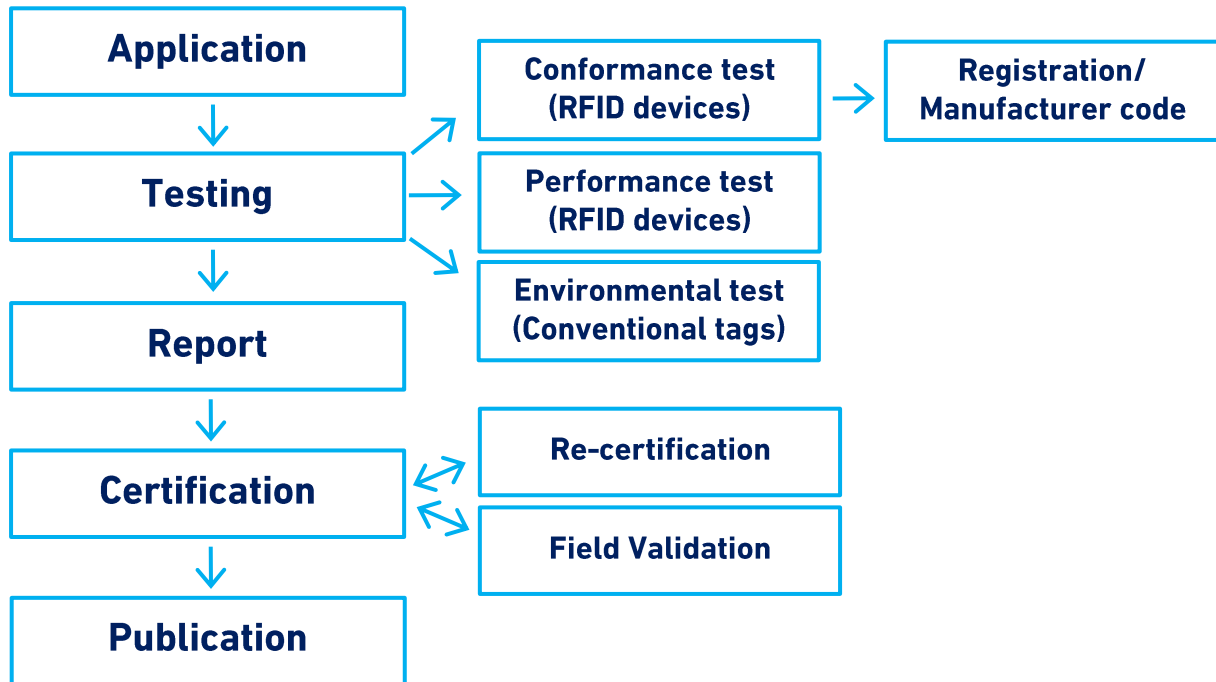 Application
Conformance test
(RFID devices)
Registration/
Manufacturer code
Testing
Performance test
(RFID devices)
Environmental test
(Conventional tags)
Report
Certification
Re-certification
Field Validation
Publication